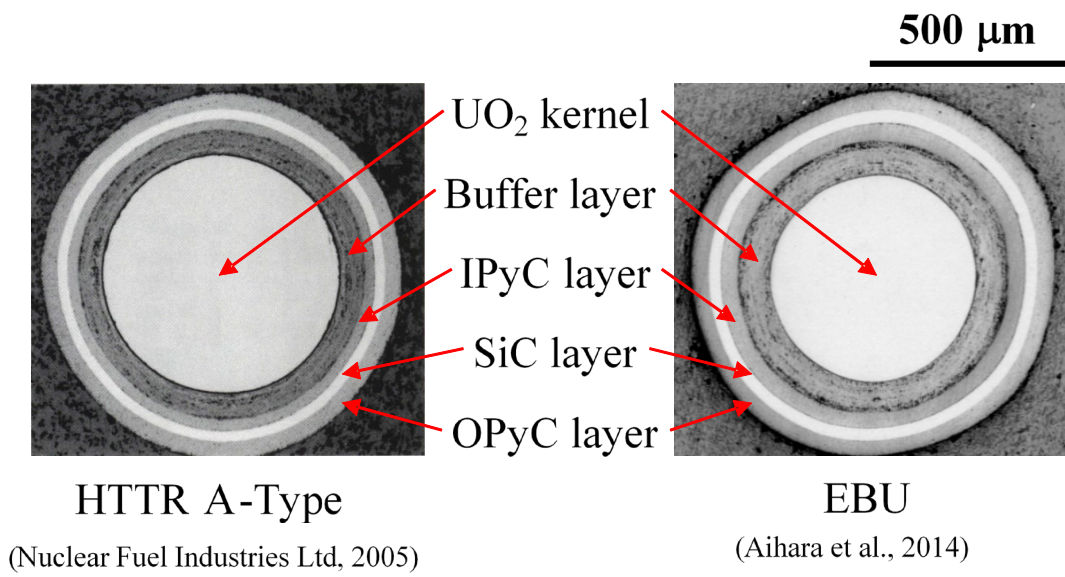 500 μm
UO₂ kernel
Buffer layer
IPyC layer
SiC layer
OPyC layer
HTTR A-Type
(Nuclear Fuel Industries Ltd, 2005)
EBU
(Aihara et al., 2014)